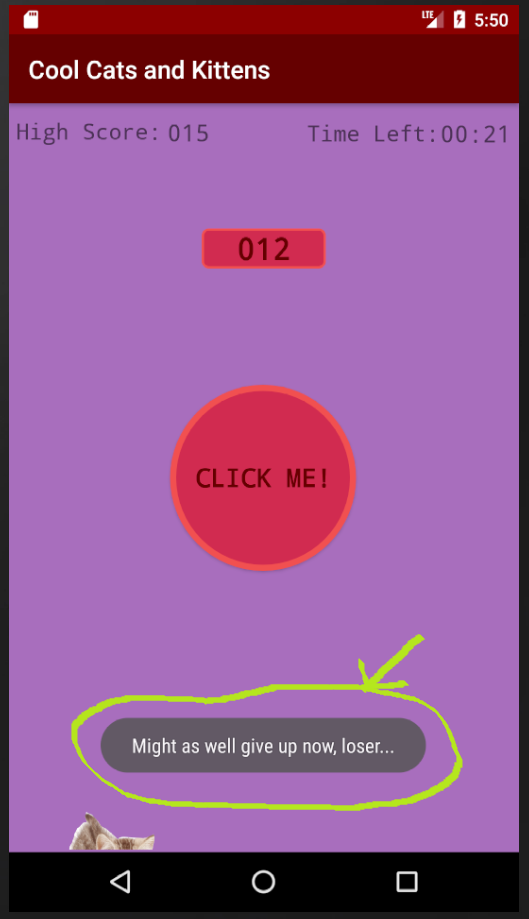 LTE 5:50
Cool Cats and Kittens
High Score: 015 Time Left:00:21
012
CLICK ME!
Might as well give up now, loser...